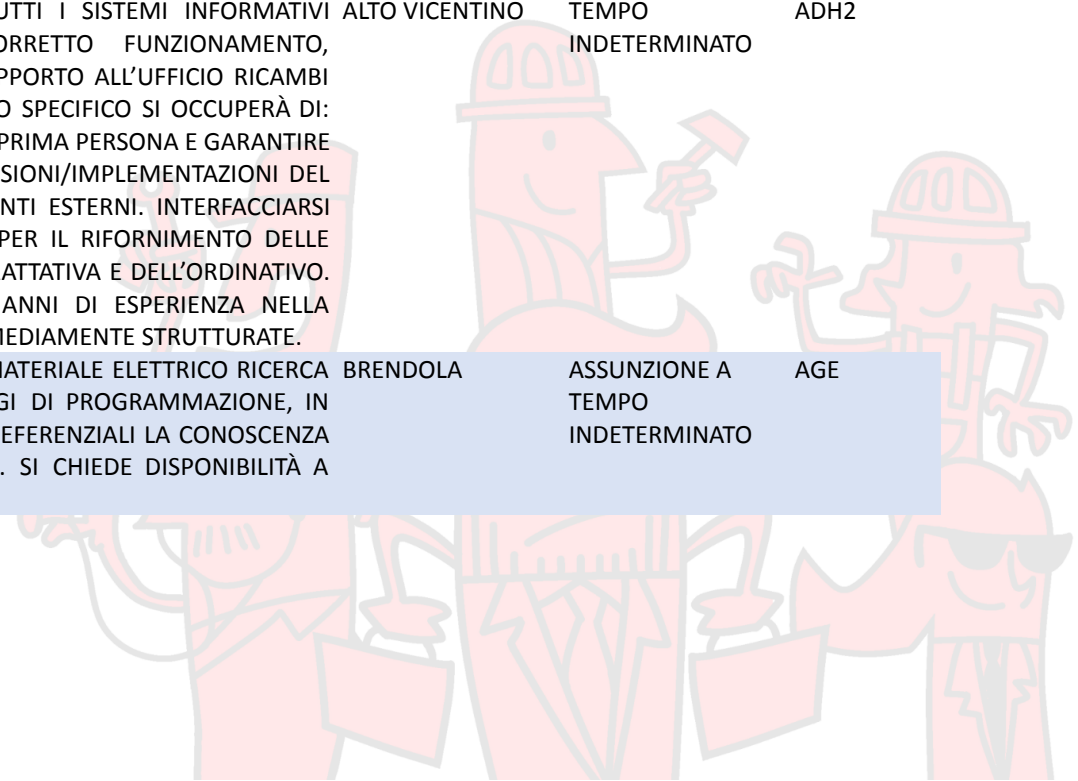 UTTI I SISTEMI INFORMATIVI ALTO VICENTINO TEMPO ADH2
ORRETTO FUNZIONAMENTO, INDETERMINATO
PPORTO ALL'UFFICIO RICAMBI
O SPECIFICO SI OCCUPERÀ DI:
PRIMA PERSONA E GARANTIRE
SIONI/IMPLEMENTAZIONI DEL
NTI ESTERNI. INTERFACCIARSI
PER IL RIFORNIMENTO DELLE
ATTATIVA E DELL'ORDINATIVO.
ANNI DI ESPERIENZA NELLA
MEDIAMENTE STRUTTURATE.
MATERIALE ELETTRICO RICERCA BRENDOLA ASSUNZIONE A AGE
GI DI PROGRAMMAZIONE, IN TEMPO
EFERENZIALI LA CONOSCENZA INDETERMINATO
. SI CHIEDE DISPONIBILITÀ A